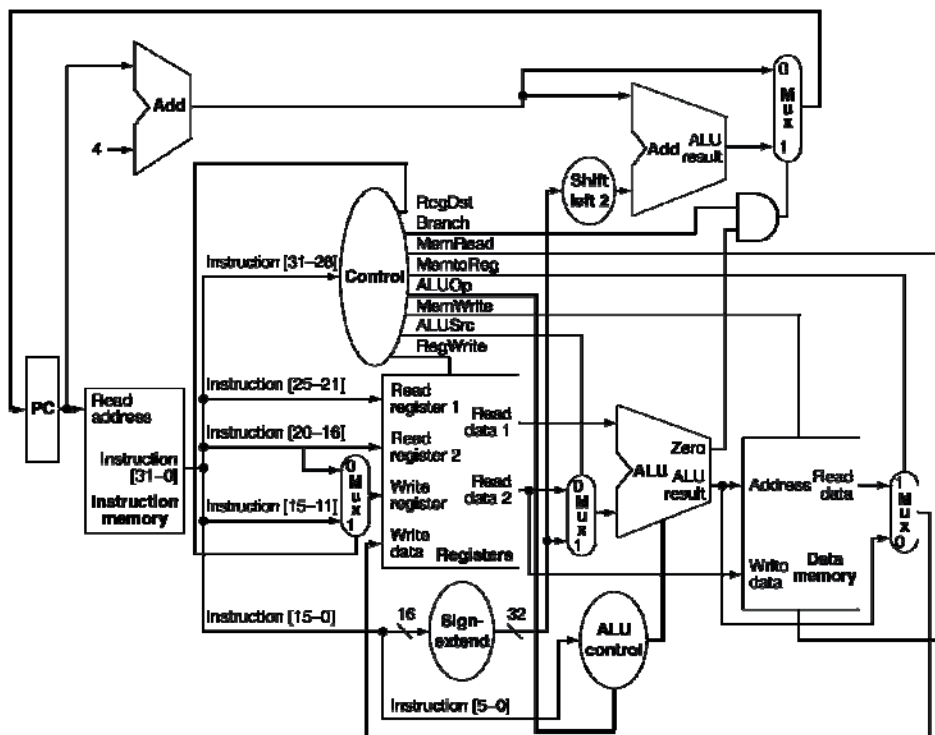 Add
4
0
Mux
1
Add
ALU
result
Shift
left 2
RegDst
Branch
MemRead
MemtoReg
ALUOp
MemWrite
ALUSrc
RegWrite
Instruction [31–26]
Control
PC
Read
address
Instruction
[31–0]
Instruction
memory
Instruction [25–21]
Instruction [20–16]
Instruction [15–11]
0
Mux
1
Read
register 1
Read
register 2
Write
register
Write
data
Read
data 1
Read
data 2
Registers
0
Mux
1
Zero
ALU
ALU
result
Address
Read
data
Write
data
Data
memory
1
Mux
0
Instruction [15–0]
16
Sign-
extend
32
ALU
control
Instruction [5–0]